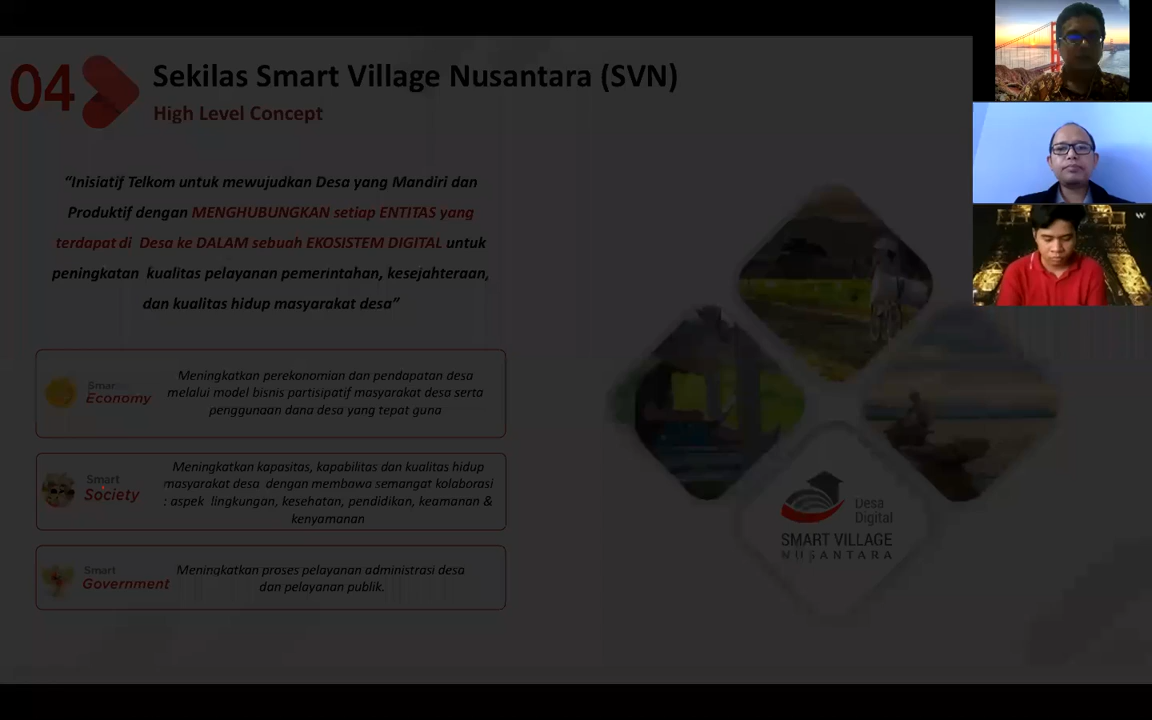 04
Sekilas Smart Village Nusantara (SVN)
High Level Concept
“Inisiatif Telkom untuk mewujudkan Desa yang Mandiri dan
Produktif dengan MENGHUBUNGKAN setiap ENTITAS yang
terdapat di Desa ke DALAM sebuah EKOSISTEM DIGITAL untuk
peningkatan kualitas pelayanan pemerintahan, kesejahteraan,
dan kualitas hidup masyarakat desa”
Smart
Economy
Meningkatkan perekonomian dan pendapatan desa
melalui model bisnis partisipatif masyarakat desa serta
penggunaan dana desa yang tepat guna
Smart
Society
Meningkatkan kapasitas, kapabilitas dan kualitas hidup
masyarakat desa dengan membawa semangat kolaborasi
: aspek lingkungan, kesehatan, pendidikan, keamanan &
kenyamanan
Smart
Government
Meningkatkan proses pelayanan administrasi desa
dan pelayanan publik.
Desa
Digital
SMART VILLAGE
NUSANTARA